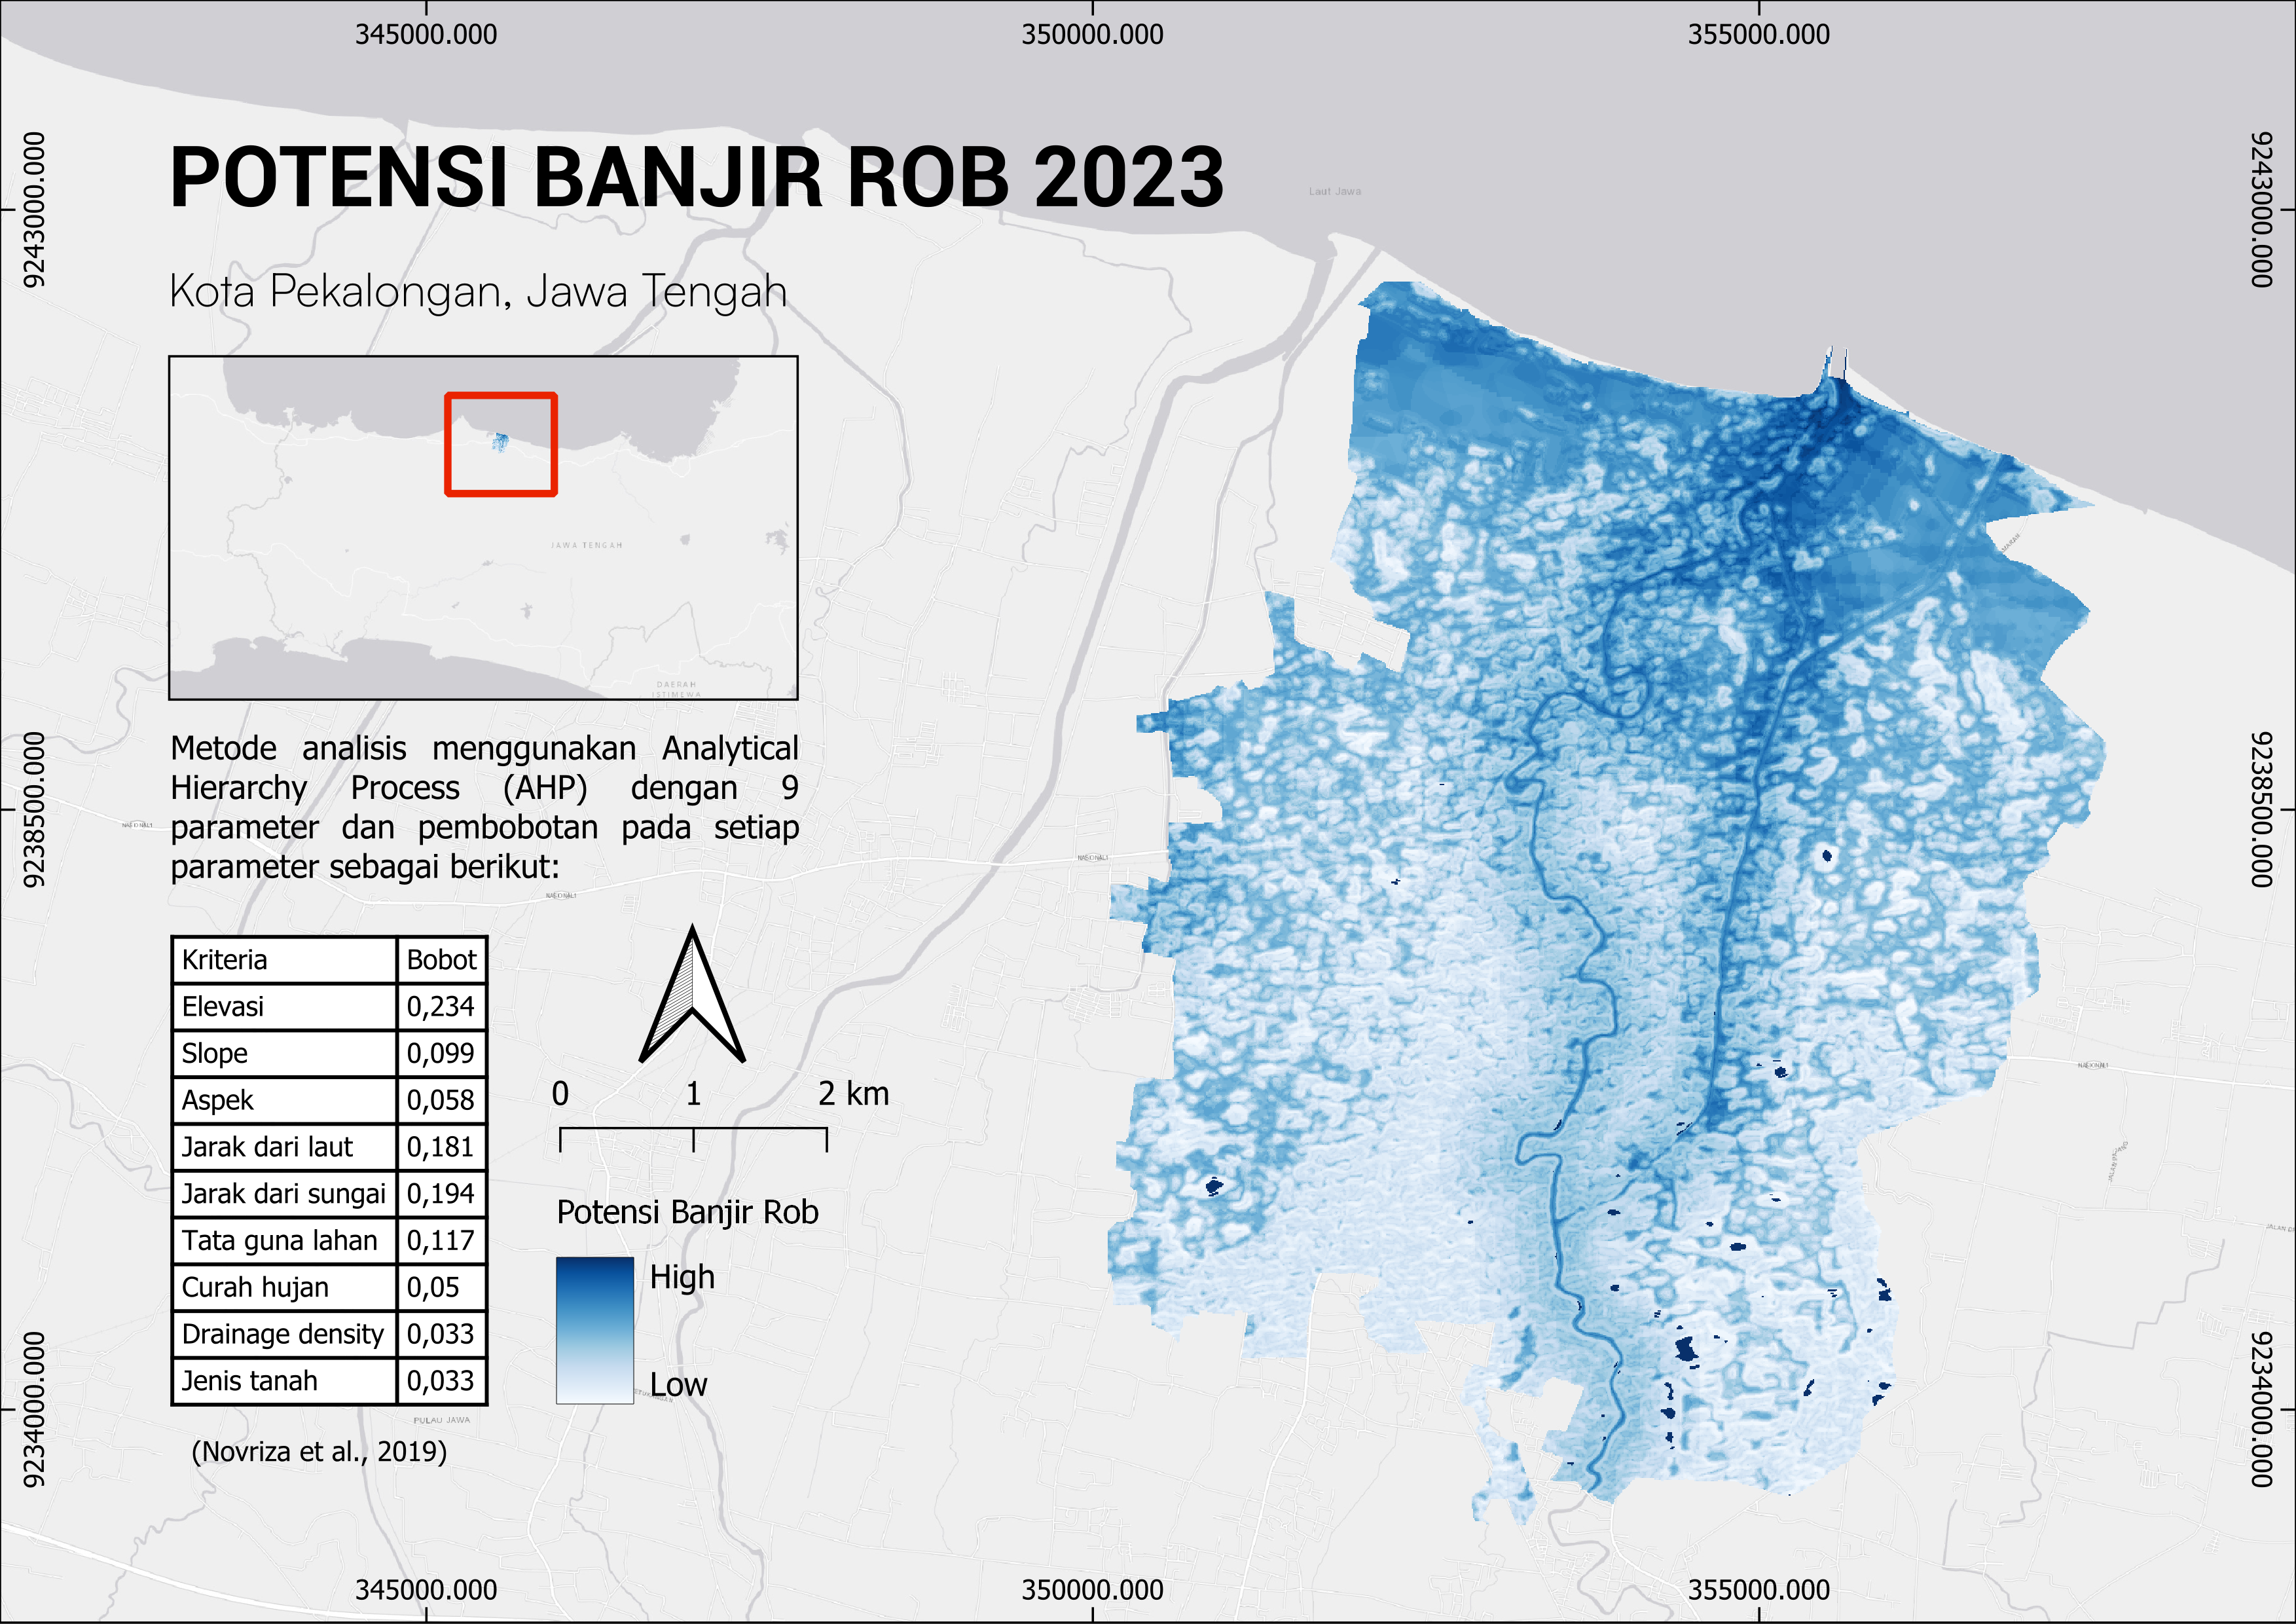 345000.000
350000.000
355000.000
9243000.000
9243000.000
POTENSI BANJIR ROB 2023
Laut Jawa
Kota Pekalongan, Jawa Tengah
JAWA TENGAH
DAERAH
ISTIMEWA
Metode analisis menggunakan Analytical
Hierarchy Process (AHP) dengan 9
parameter dan pembobotan pada setiap
parameter sebagai berikut:
9238500.000
9238500.000
Kriteria Bobot
Elevasi 0,234
Slope 0,099
Aspek 0,058
Jarak dari laut 0,181
Jarak dari sungai 0,194
Tata guna lahan 0,117
Curah hujan 0,05
Drainage density 0,033
Jenis tanah 0,033
(Novriza et al., 2019)
0 1 2 km
Potensi Banjir Rob
High
Low
PULAU JAWA
9234000.000
9234000.000
345000.000
350000.000
355000.000